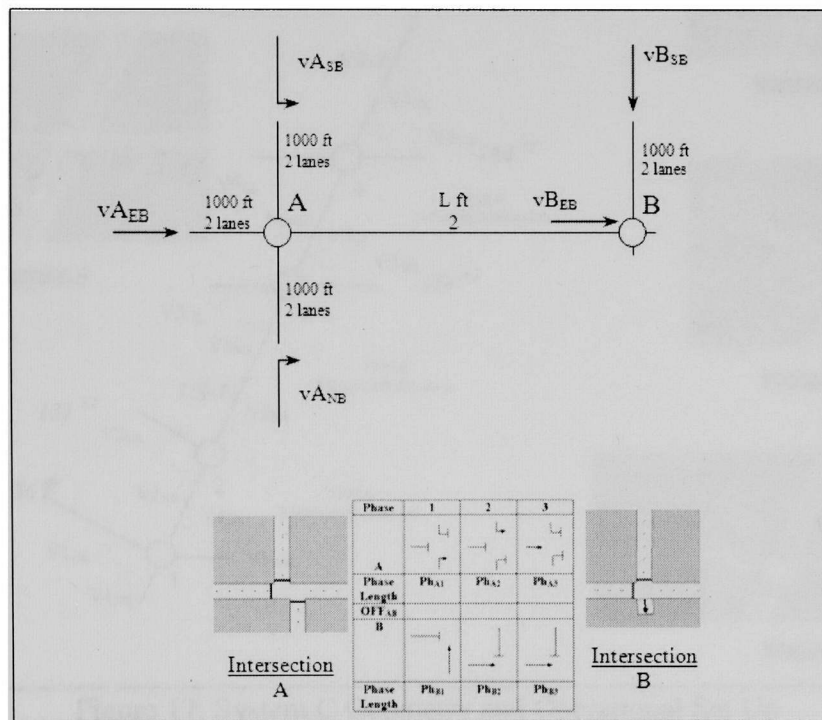 vA_SB
vB_SB
1000 ft
2 lanes
1000 ft
2 lanes
vA_EB
1000 ft
2 lanes
A
L ft
2
vB_EB
B
1000 ft
2 lanes
vA_NB
Phase 1 2 3
A
Phase Length Ph_A1 Ph_A2 Ph_A3
OFF_AB
B
Phase Length Ph_B1 Ph_B2 Ph_B3
Intersection
A
Intersection
B